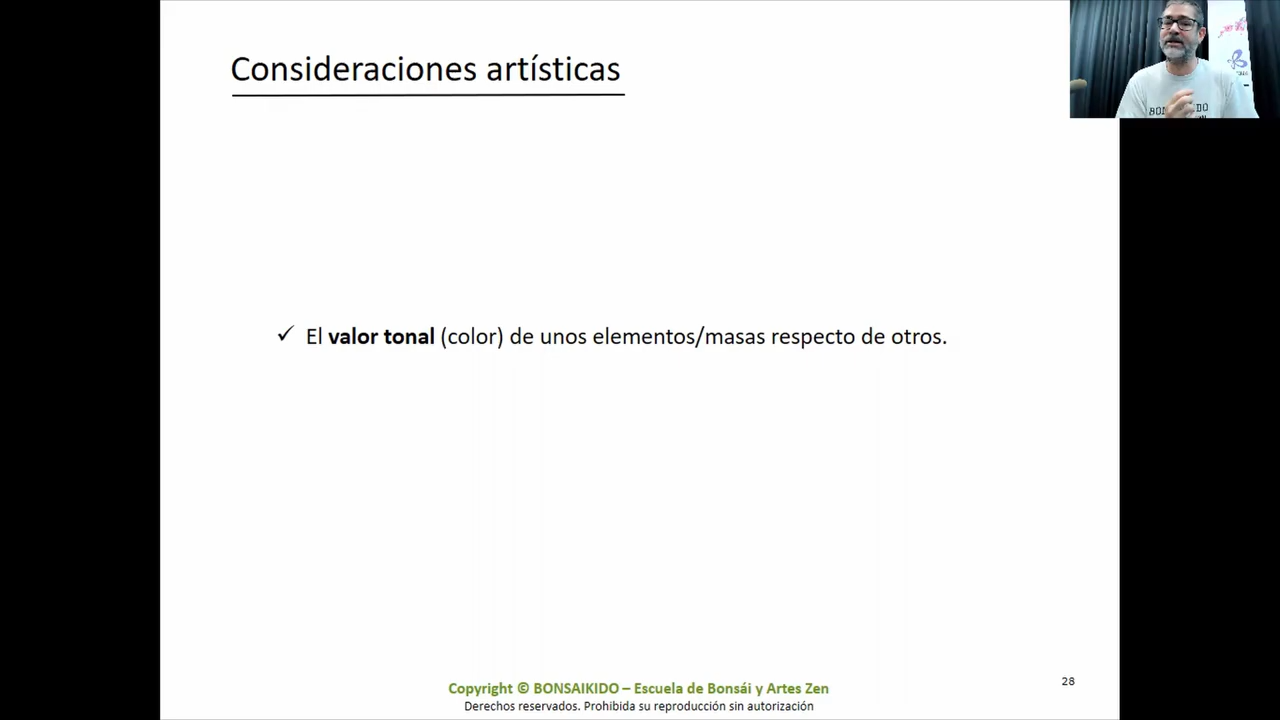 Consideraciones artísticas
✓ El valor tonal (color) de unos elementos/masas respecto de otros.
Copyright © BONSAIKIDO – Escuela de Bonsái y Artes Zen
Derechos reservados. Prohibida su reproducción sin autorización
28